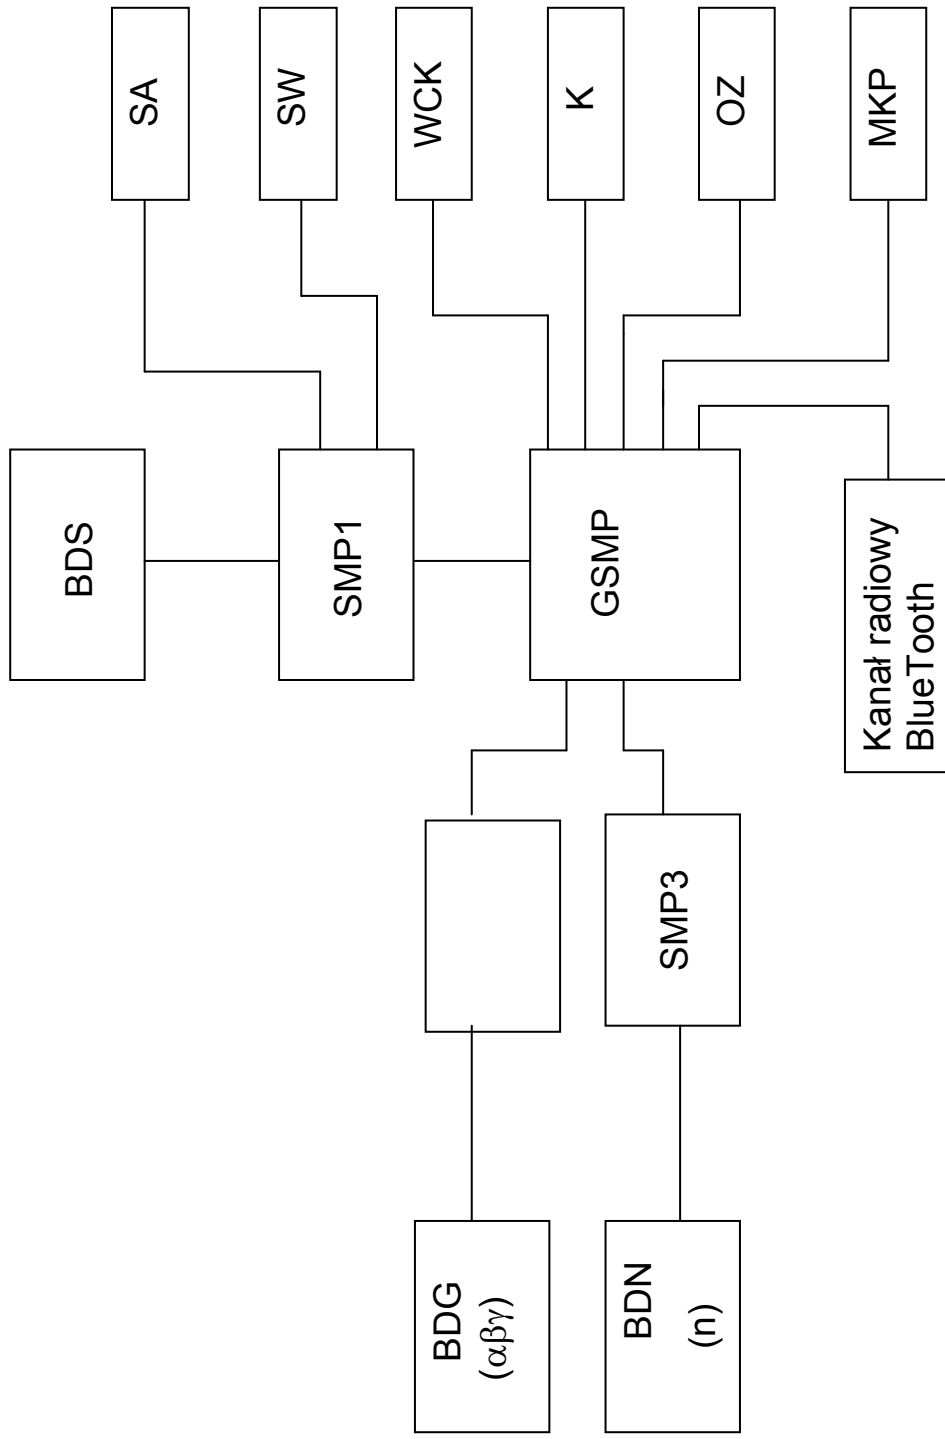 BDG
(αβγ)
BDN
(n)
SMP3
BDS
SMP1
GSMP
Kanał radiowy
BlueTooth
SA
SW
WCK
K
OZ
MKP